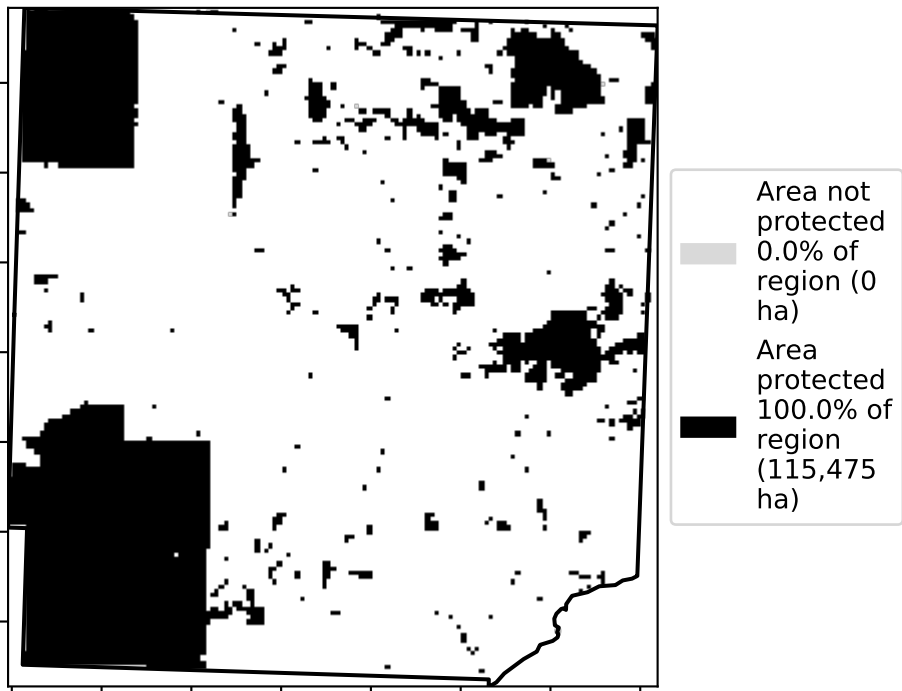 Area not
protected
0.0% of
region (0
ha)
Area
protected
100.0% of
region
(115,475
ha)